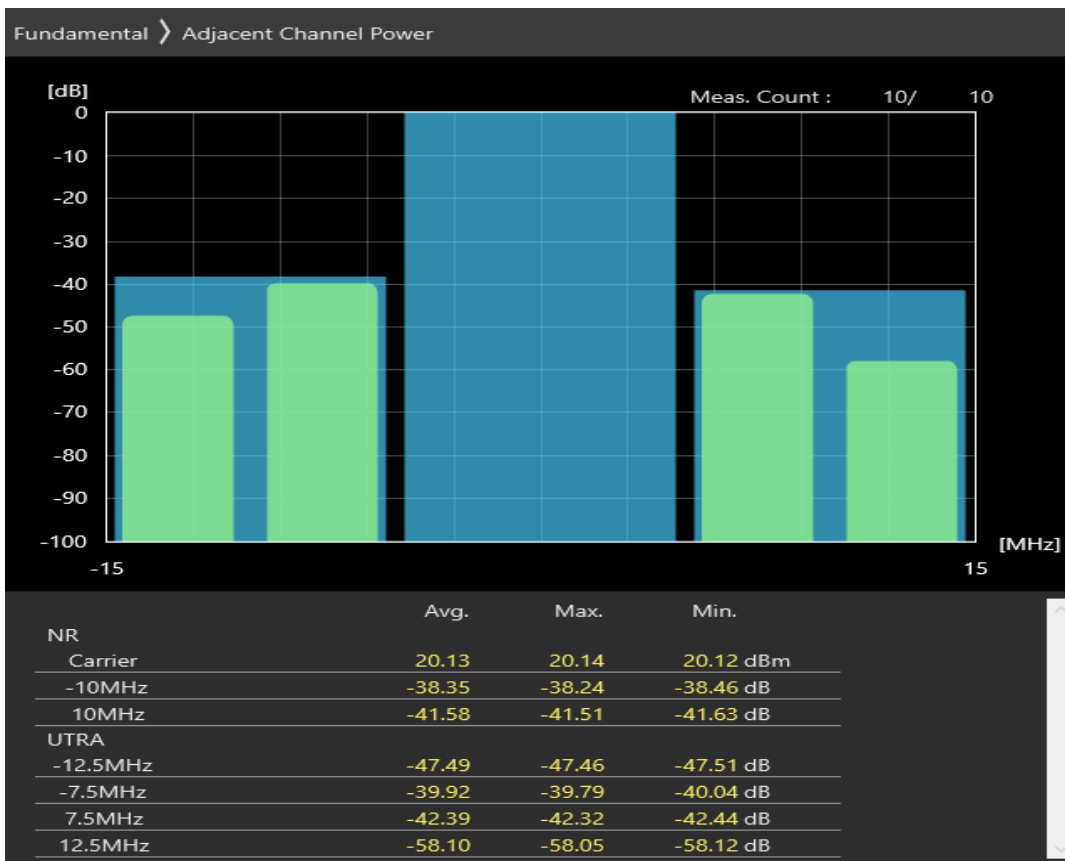 Fundamental 〉 Adjacent Channel Power
[dB]
Meas. Count : 10/ 10
0
-10
-20
-30
-40
-50
-60
-70
-80
-90
-100
[MHz]
-15 15
Avg. Max. Min.
NR
Carrier 20.13 20.14 20.12 dBm
-10MHz -38.35 -38.24 -38.46 dB
10MHz -41.58 -41.51 -41.63 dB
UTRA
-12.5MHz -47.49 -47.46 -47.51 dB
-7.5MHz -39.92 -39.79 -40.04 dB
7.5MHz -42.39 -42.32 -42.44 dB
12.5MHz -58.10 -58.05 -58.12 dB